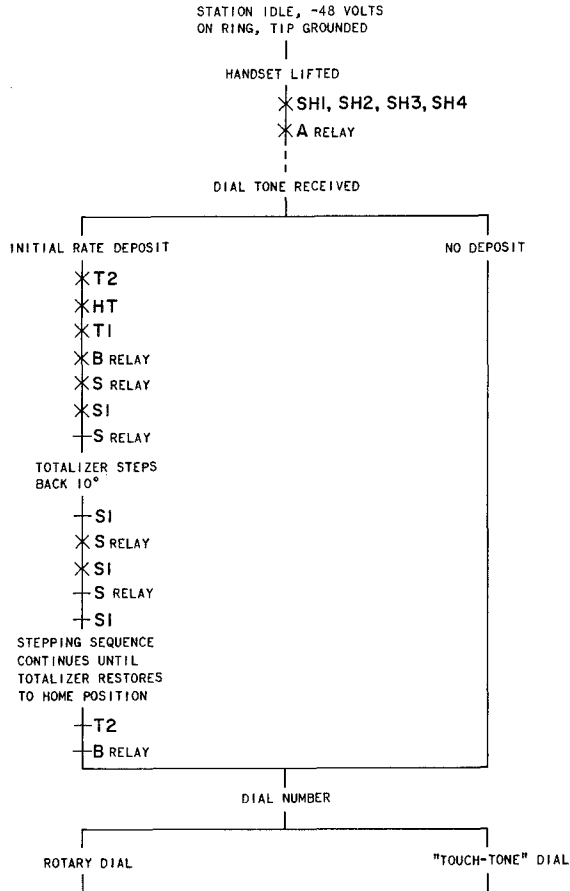 STATION IDLE, -48 VOLTS
ON RING, TIP GROUNDED
HANDSET LIFTED
SH1, SH2, SH3, SH4
A RELAY
DIAL TONE RECEIVED
INITIAL RATE DEPOSIT
NO DEPOSIT
T2
HT
T1
B RELAY
S RELAY
S1
S RELAY
TOTALIZER STEPS
BACK 10°
S1
S RELAY
S1
S RELAY
S1
STEPPING SEQUENCE
CONTINUES UNTIL
TOTALIZER RESTORES
TO HOME POSITION
T2
B RELAY
DIAL NUMBER
ROTARY DIAL
"TOUCH-TONE" DIAL